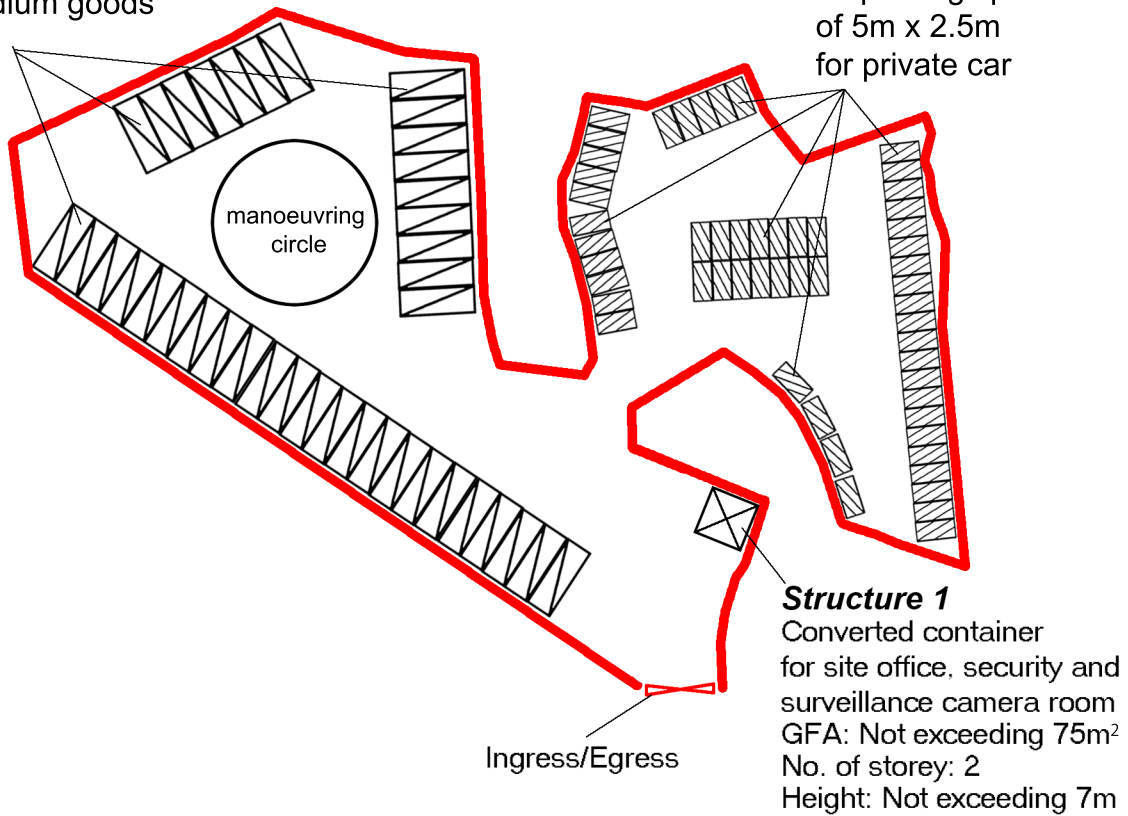 goods
of 5m x 2.5m
for private car
manoeuvring
circle
Structure 1
Converted container
for site office, security and
surveillance camera room
GFA: Not exceeding 75m²
No. of storey: 2
Height: Not exceeding 7m
Ingress/Egress